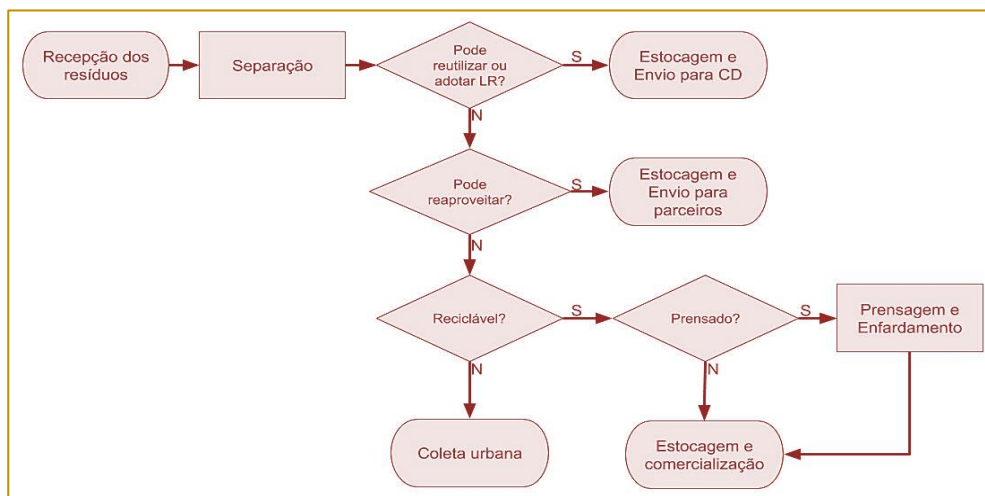 Recepção dos
resíduos
Separação
Pode
reutilizar ou
adotar LR?
S
Estocagem e
Envio para CD
N
Pode
reaproveitar?
S
Estocagem e
Envio para
parceiros
N
Reciclável?
S
Prensado?
S
Prensagem e
Enfardamento
N
N
Coleta urbana
Estocagem e
comercialização